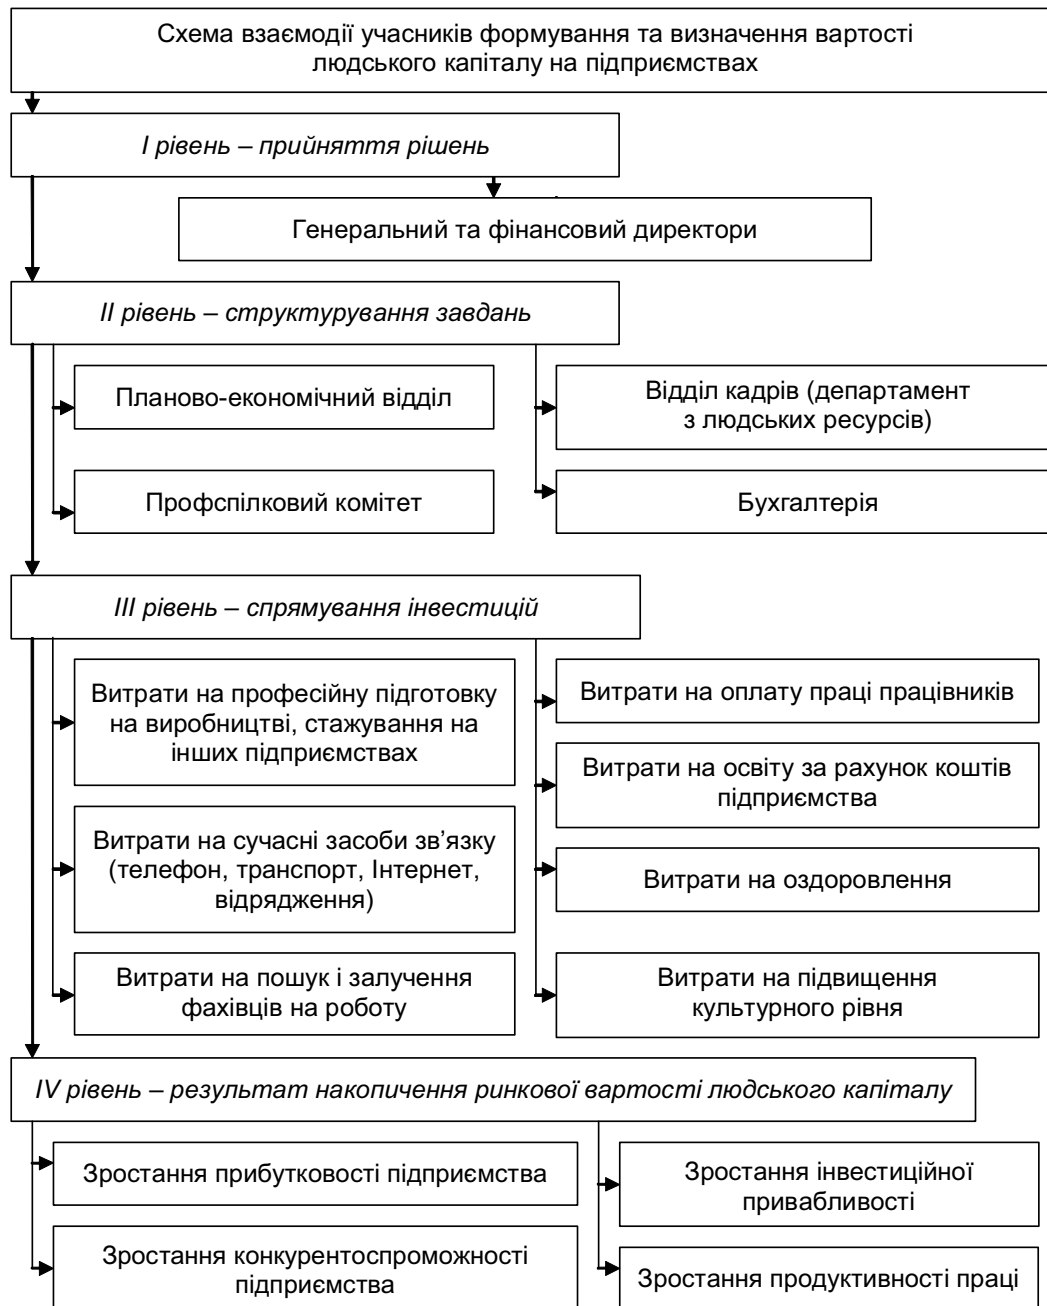 Схема взаємодії учасників формування та визначення вартості
людського капіталу на підприємствах
І рівень – прийняття рішень
Генеральний та фінансовий директори
ІІ рівень – структурування завдань
Планово-економічний відділ
Відділ кадрів (департамент
з людських ресурсів)
Профспілковий комітет
Бухгалтерія
ІІІ рівень – спрямування інвестицій
Витрати на професійну підготовку
на виробництві, стажування на
інших підприємствах
Витрати на оплату праці працівників
Витрати на освіту за рахунок коштів
підприємства
Витрати на сучасні засоби зв’язку
(телефон, транспорт, Інтернет,
відрядження)
Витрати на оздоровлення
Витрати на пошук і залучення
фахівців на роботу
Витрати на підвищення
культурного рівня
IV рівень – результат накопичення ринкової вартості людського капіталу
Зростання прибутковості підприємства
Зростання інвестиційної
привабливості
Зростання конкурентоспроможності
підприємства
Зростання продуктивності праці